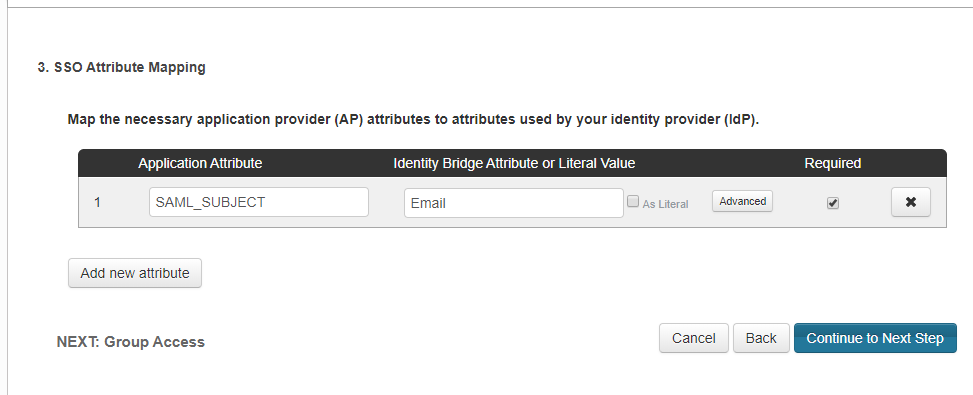 3. SSO Attribute Mapping
Map the necessary application provider (AP) attributes to attributes used by your identity provider (IdP).
Application Attribute Identity Bridge Attribute or Literal Value Required
1 SAML_SUBJECT Email As Literal Advanced
Add new attribute
NEXT: Group Access Cancel Back Continue to Next Step